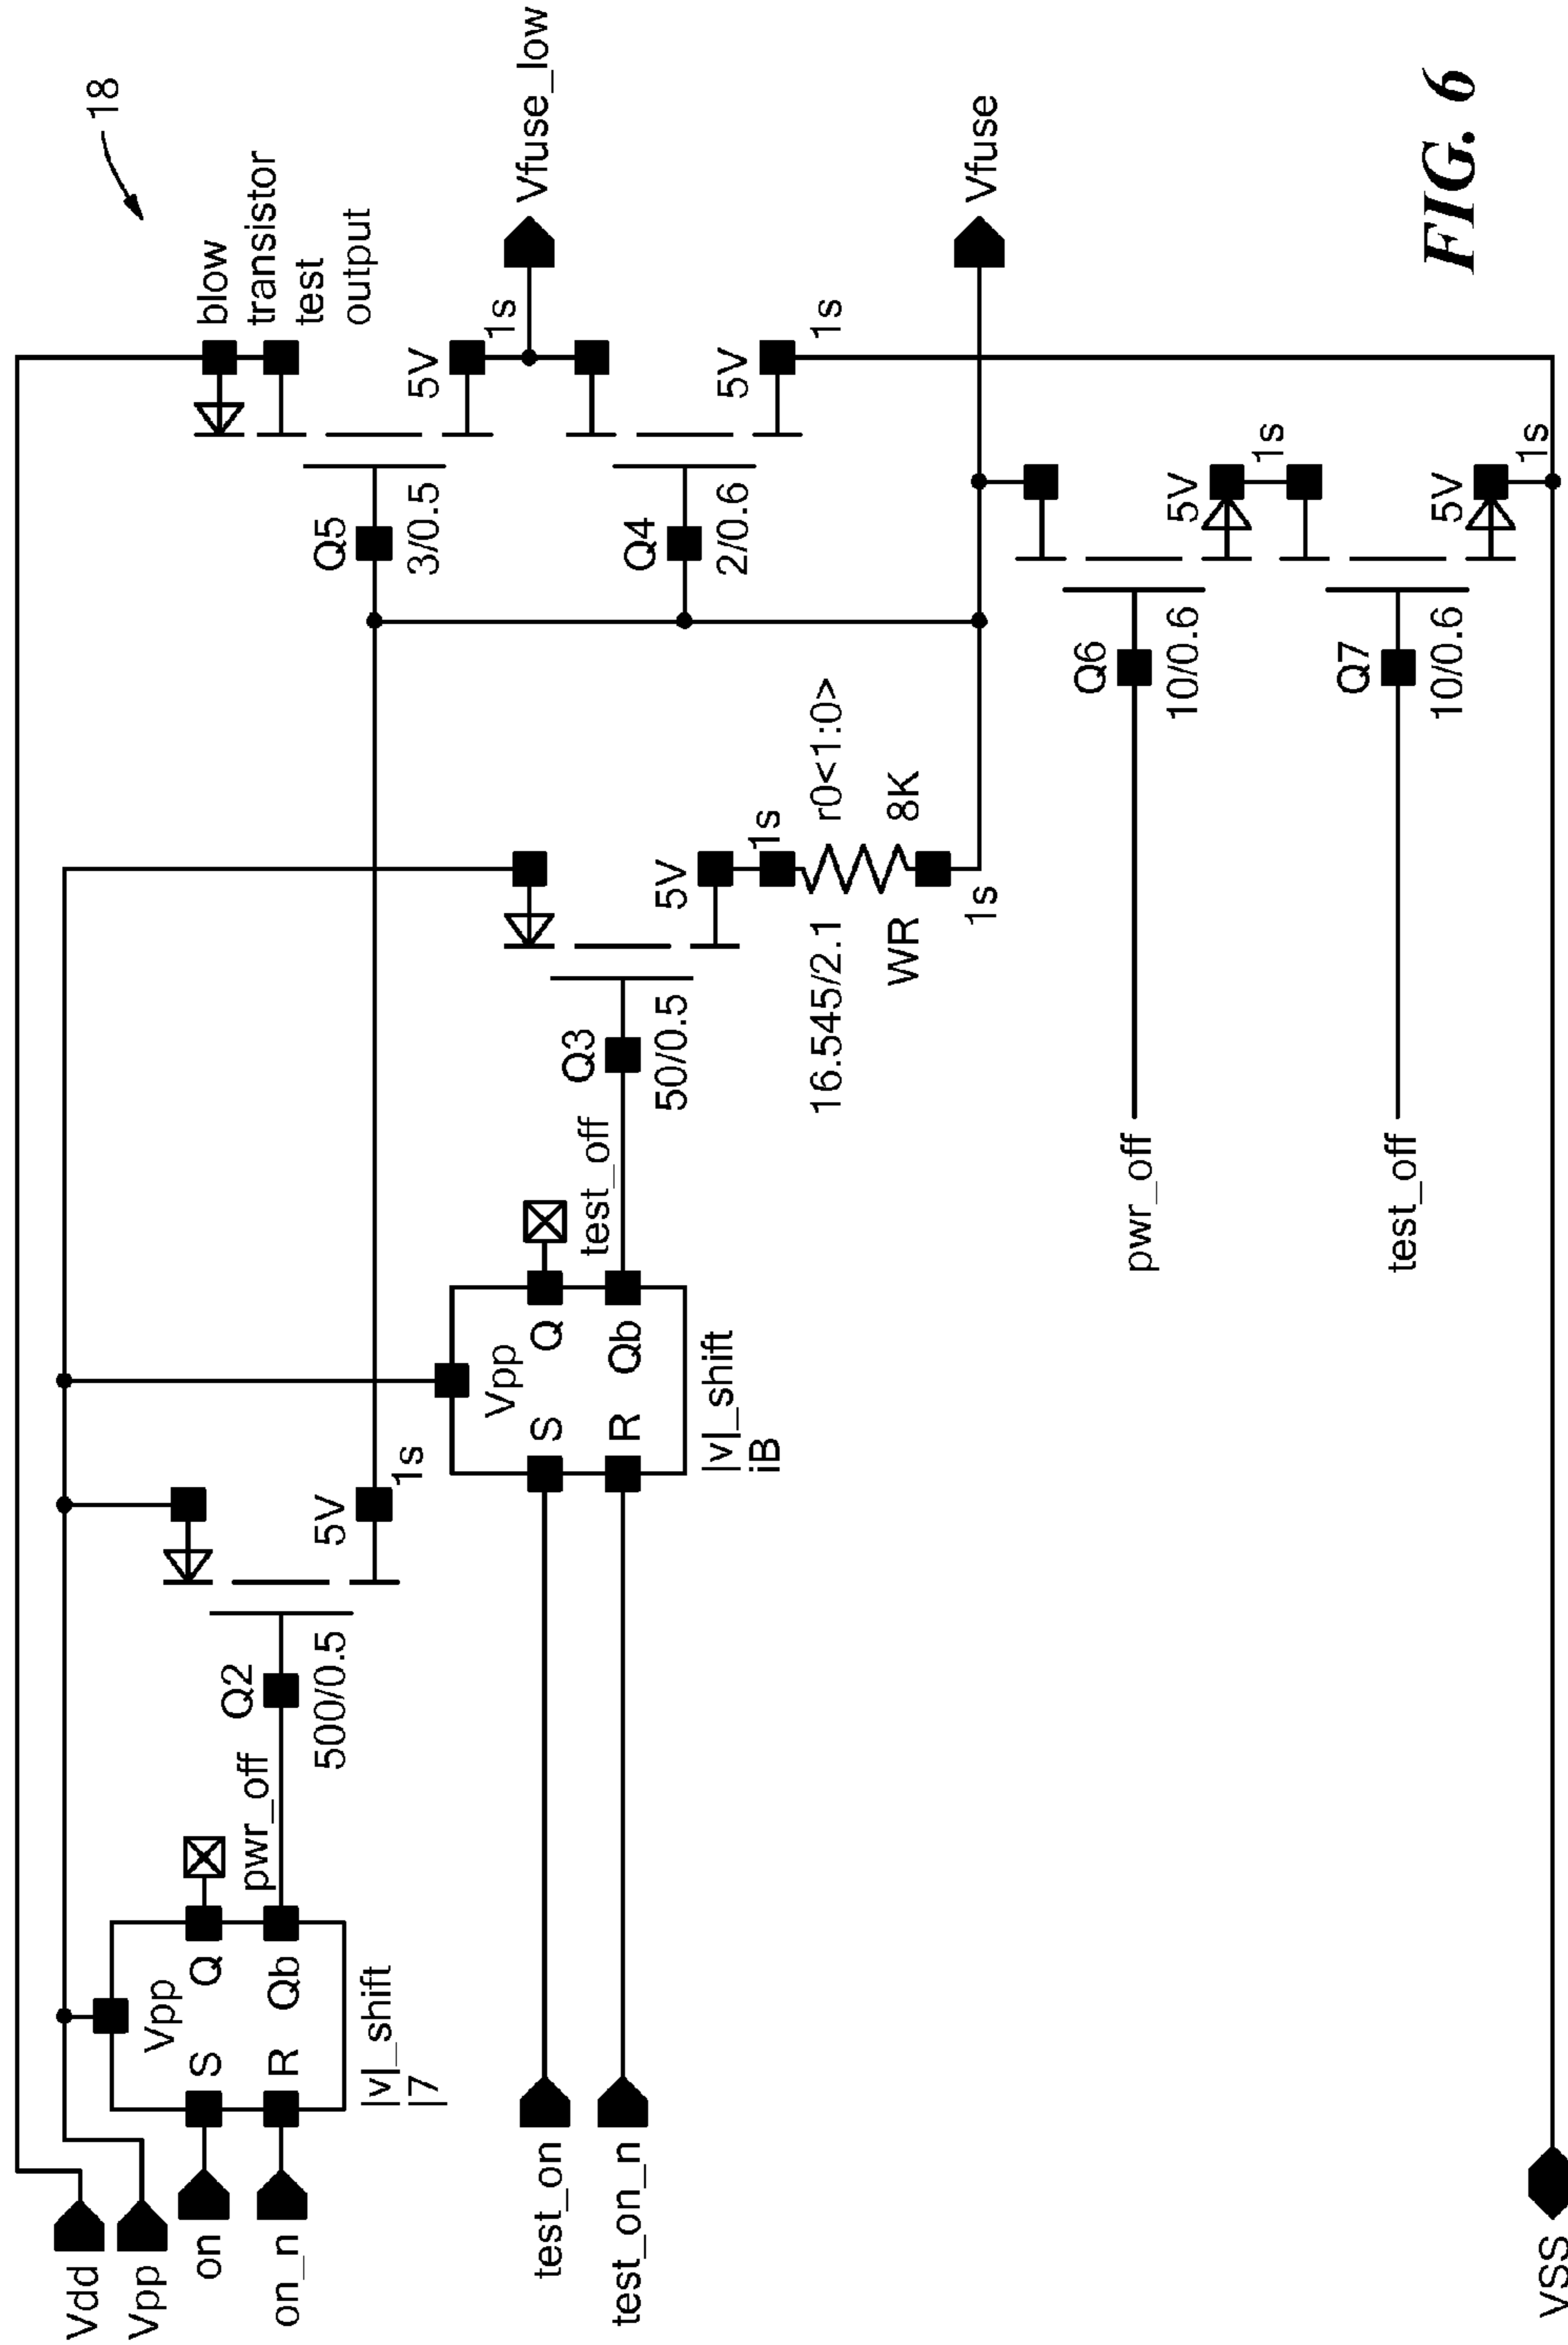 18
Vdd
Vpp
on
on_n
Vpp
S
Q
R
Qb
|v|_shift
|7
pwr_off
Q2
500/0.5
5V
1s
test_on
test_on_n
Vpp
S
Q
R
Qb
|v|_shift
iB
test_off
Q3
50/0.5
5V
1s
16.545/2.1
r0<1:0>
WR
8K
1s
blow
transistor
test
output
Q5
3/0.5
5V
1s
Vfuse_low
Q4
2/0.6
5V
1s
Vfuse
pwr_off
Q6
10/0.6
5V
1s
test_off
Q7
10/0.6
5V
1s
VSS
FIG. 6